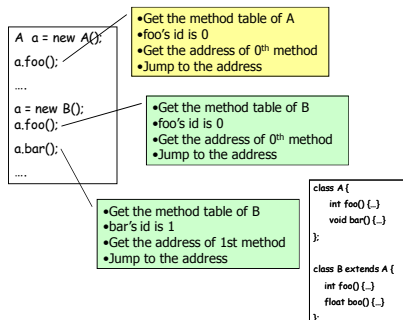 A a = new A();
a.foo();
....
a = new B();
a.foo();
a.bar();
....
•Get the method table of A
•foo's id is 0
•Get the address of 0th method
•Jump to the address
•Get the method table of B
•foo's id is 0
•Get the address of 0th method
•Jump to the address
•Get the method table of B
•bar's id is 1
•Get the address of 1st method
•Jump to the address
class A {
int foo() {…}
void bar() {…}
};
class B extends A {
int foo() {…}
float boo() {…}
};